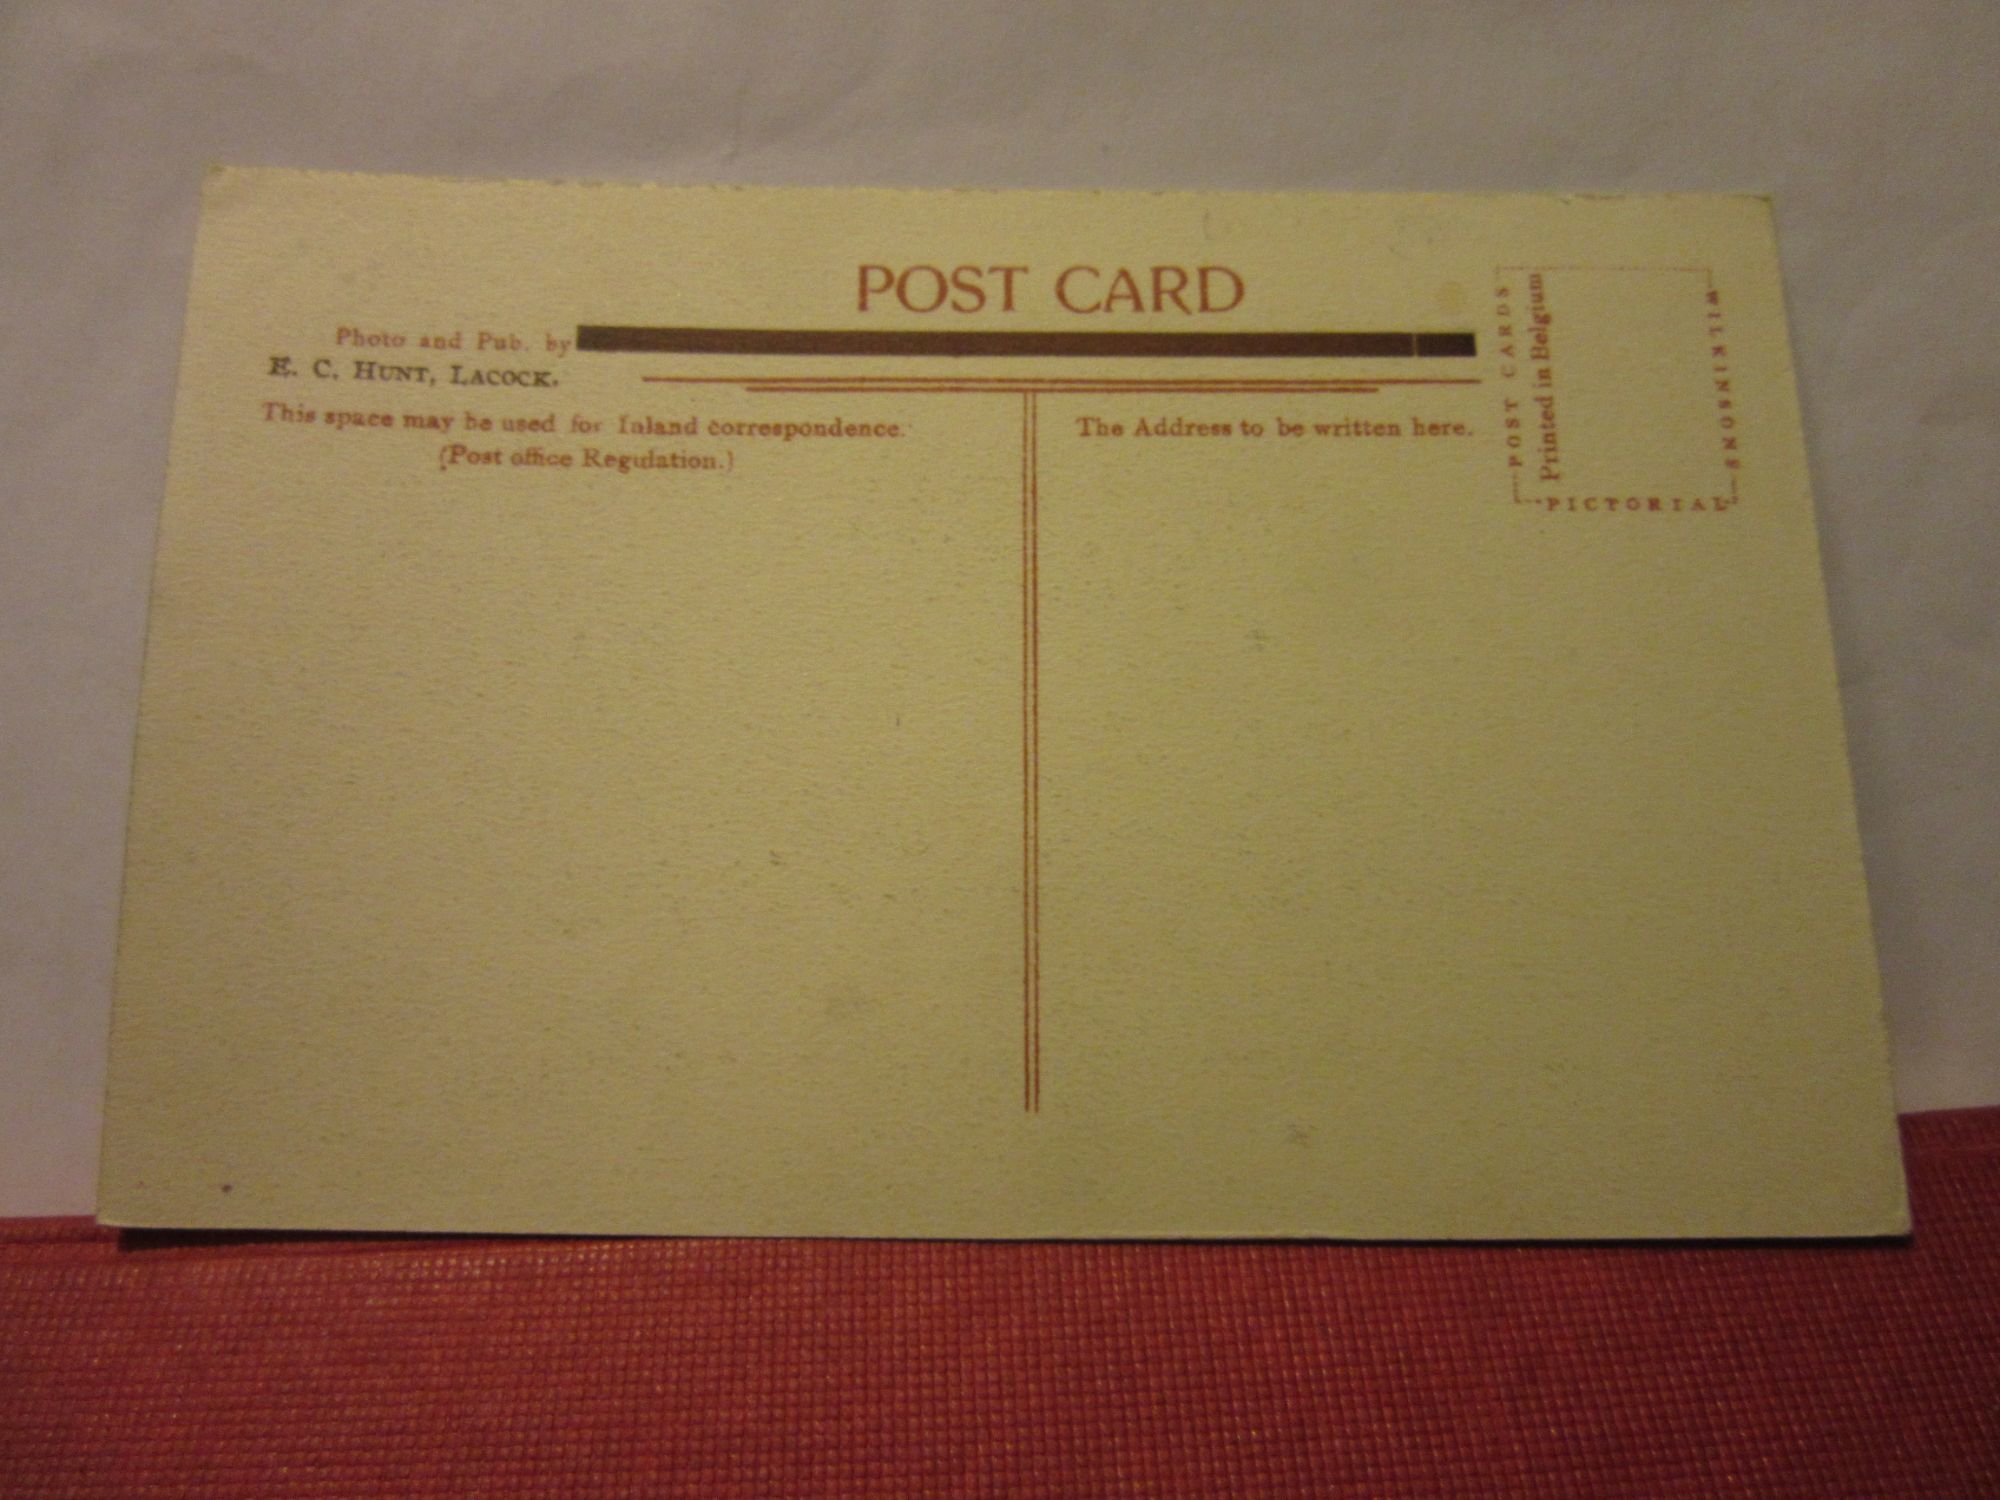 POST CARD
Photo and Pub. by
E. C. HUNT, LACOCK.
This space may be used for Inland correspondence.
(Post office Regulation.)
The Address to be written here.
WILKINSON'S
PICTORIAL
POST CARDS
Printed in Belgium